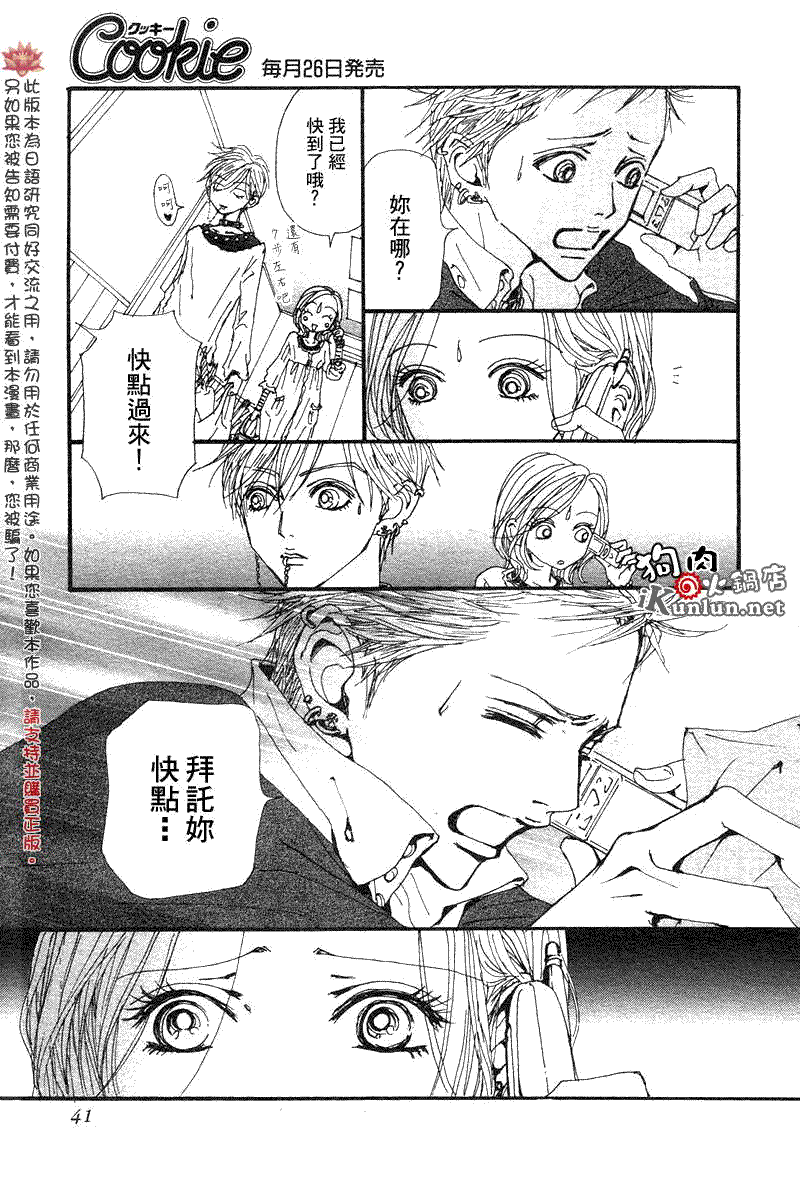 クッキー
Cookie
毎月26日発売
妳在哪？
我已經
快到了哦？
呵
呵
還有
7步左右吧
快點過來！
拜託妳
快點…
狗肉
火鍋店
iKunlun.net
此版本為日語研究同好交流之用，請勿用於任何商業用途。如果您喜歡本作品，請支持並購買正版。
另如果您被告知需要付費，才能看到本漫畫，那麼，您被騙了！
41